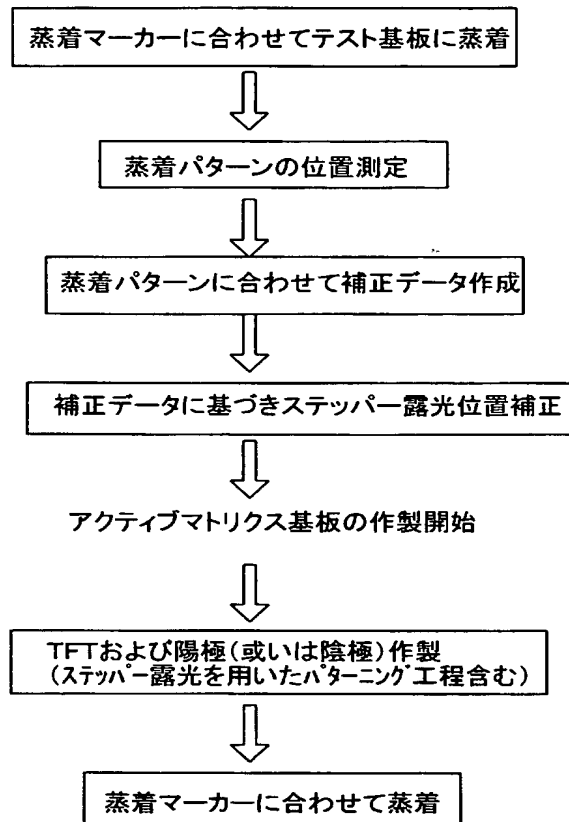 蒸着マーカーに合わせてテスト基板に蒸着
蒸着パターンの位置測定
蒸着パターンに合わせて補正データ作成
補正データに基づきステッパー露光位置補正
アクティブマトリクス基板の作製開始
TFTおよび陽極(或いは陰極)作製
(ステッパー露光を用いたパターニング工程含む)
蒸着マーカーに合わせて蒸着